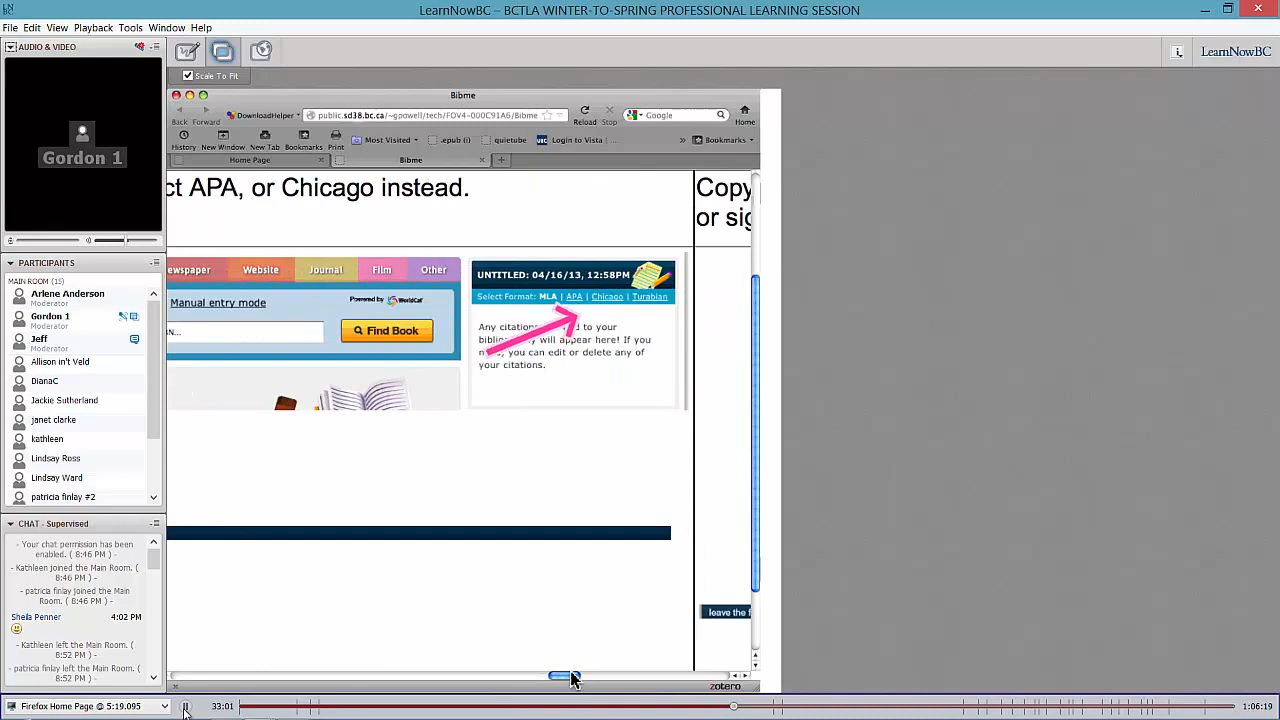 LN
BC
LearnNowBC – BCTLA WINTER-TO-SPRING PROFESSIONAL LEARNING SESSION
File Edit View Playback Tools Window Help
AUDIO & VIDEO
LearnNowBC
Scale To Fit
Gordon 1
Bibme
Back Forward
DownloadHelper
public.sd38.bc.ca/~gpowell/tech/FOV4-000C91A6/Bibme
Reload Stop
Google
Home
History New Window New Tab Bookmarks Print
Most Visited .epub (i) quietube Login to Vista |... » Bookmarks
Home Page
Bibme
ct APA, or Chicago instead.
Copy
or sig
ewspaper Website Journal Film Other
Manual entry mode
Powered by WorldCat
N...
Find Book
UNTITLED: 04/16/13, 12:58PM
Select Format: MLA | APA | Chicago | Turabian
Any citations to your
will appear here! If you
you can edit or delete any of
your citations.
leave the f
zotero
PARTICIPANTS
MAIN ROOM (15)
Arlene Anderson
Moderator
Gordon 1
Moderator
Jeff
Moderator
Allison in't Veld
DianaC
Jackie Sutherland
janet clarke
kathleen
Lindsay Ross
Lindsay Ward
patricia finlay #2
CHAT - Supervised
- Your chat permission has been
enabled. ( 8:46 PM ) -
- Kathleen joined the Main Room. (
8:46 PM ) -
- patricia finlay joined the Main
Room. ( 8:46 PM ) -
Sheila Penner 4:02 PM
- Kathleen left the Main Room. (
8:52 PM ) -
- patricia finlay left the Main Room. (
8:52 PM ) -
Firefox Home Page @ 5:19.095
33:01
1:06:19